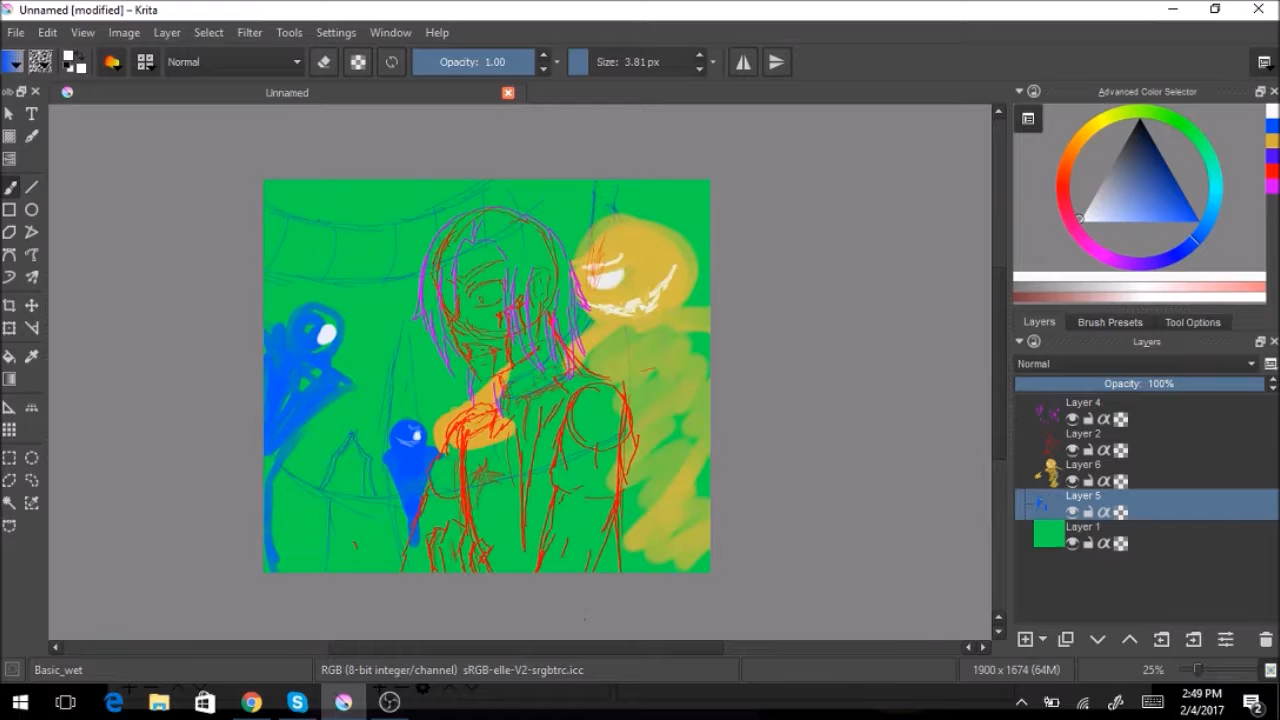 Unnamed [modified] – Krita
File Edit View Image Layer Select Filter Tools Settings Window Help
Normal Opacity: 1.00 Size: 3.81 px
Unnamed
Advanced Color Selector
Layers Brush Presets Tool Options
Layers
Normal
Opacity: 100%
Layer 4
Layer 2
Layer 6
Layer 5
Layer 1
Basic_wet RGB (8-bit integer/channel) sRGB-elle-V2-srgbtrc.icc 1900 x 1674 (64M) 25%
2:49 PM
2/4/2017
2